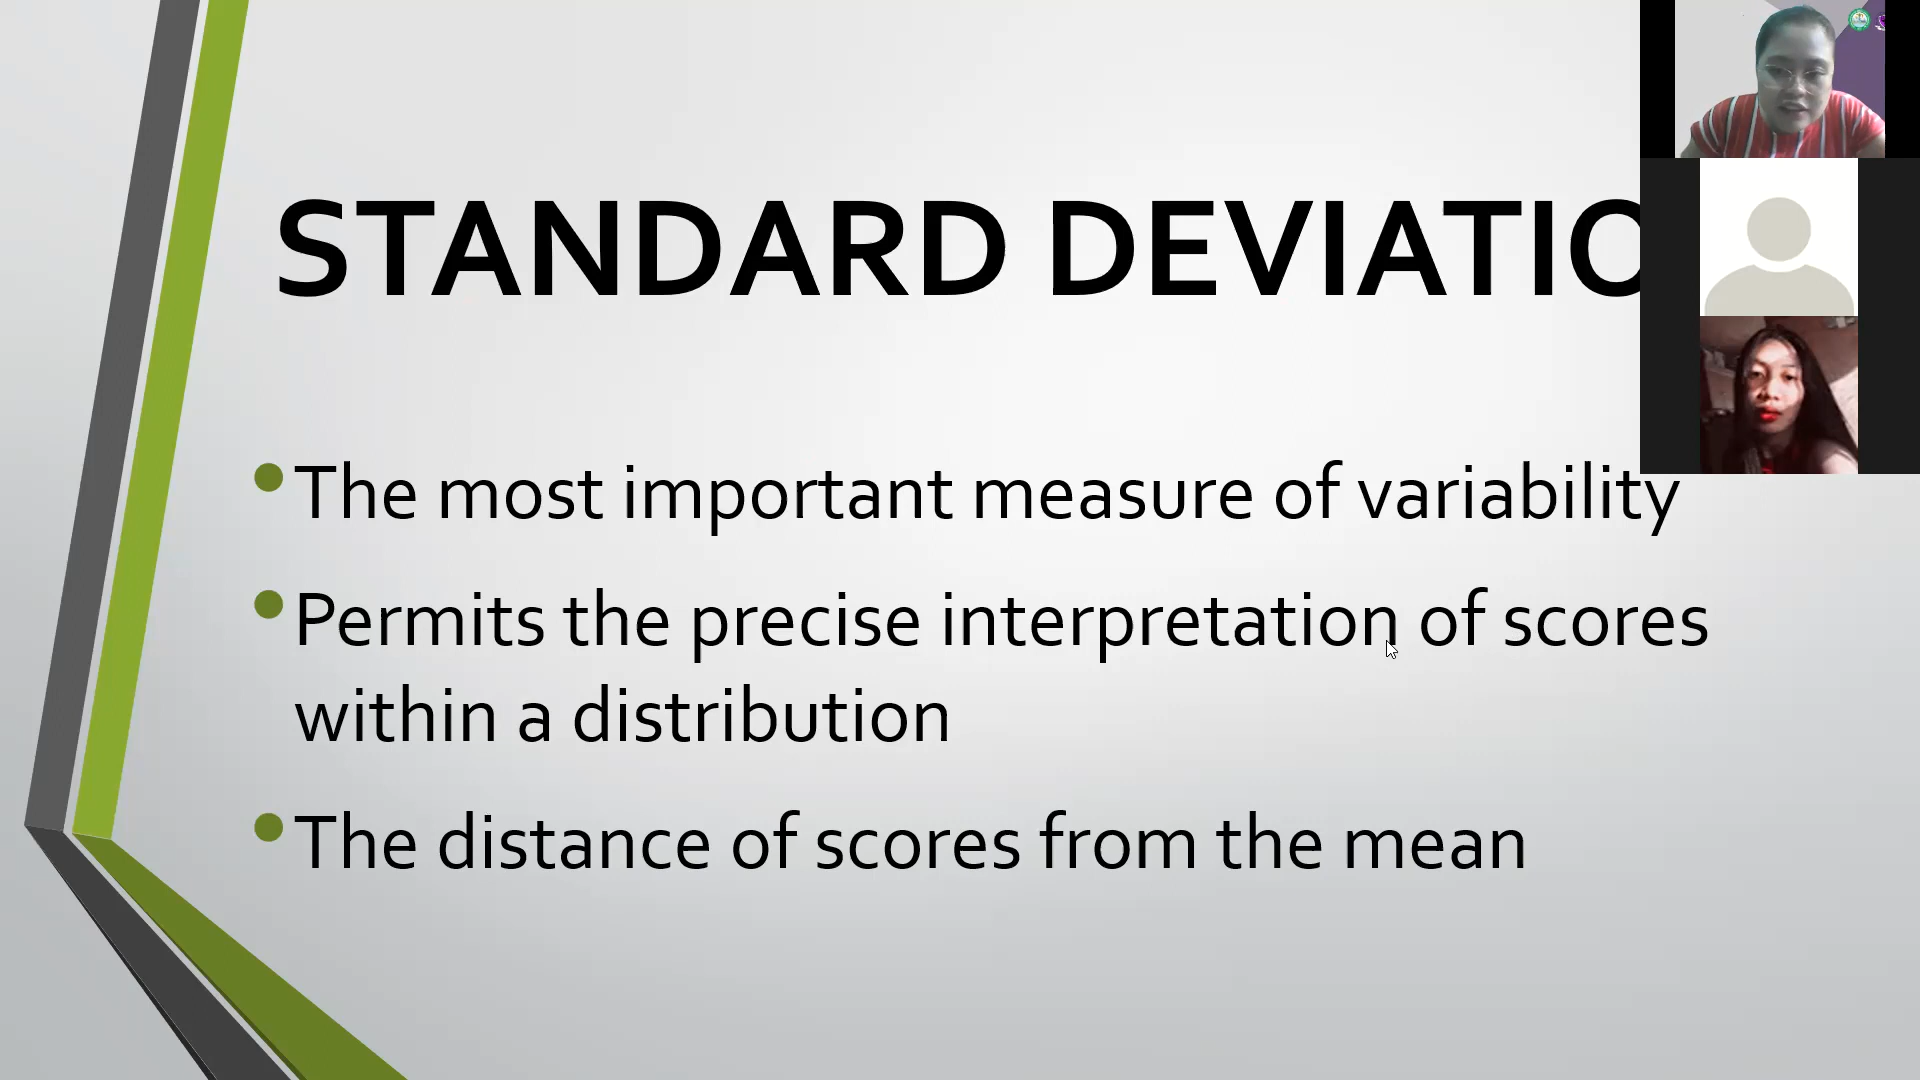 STANDARD DEVIATIO
The most important measure of variability
Permits the precise interpretation of scores
within a distribution
The distance of scores from the mean